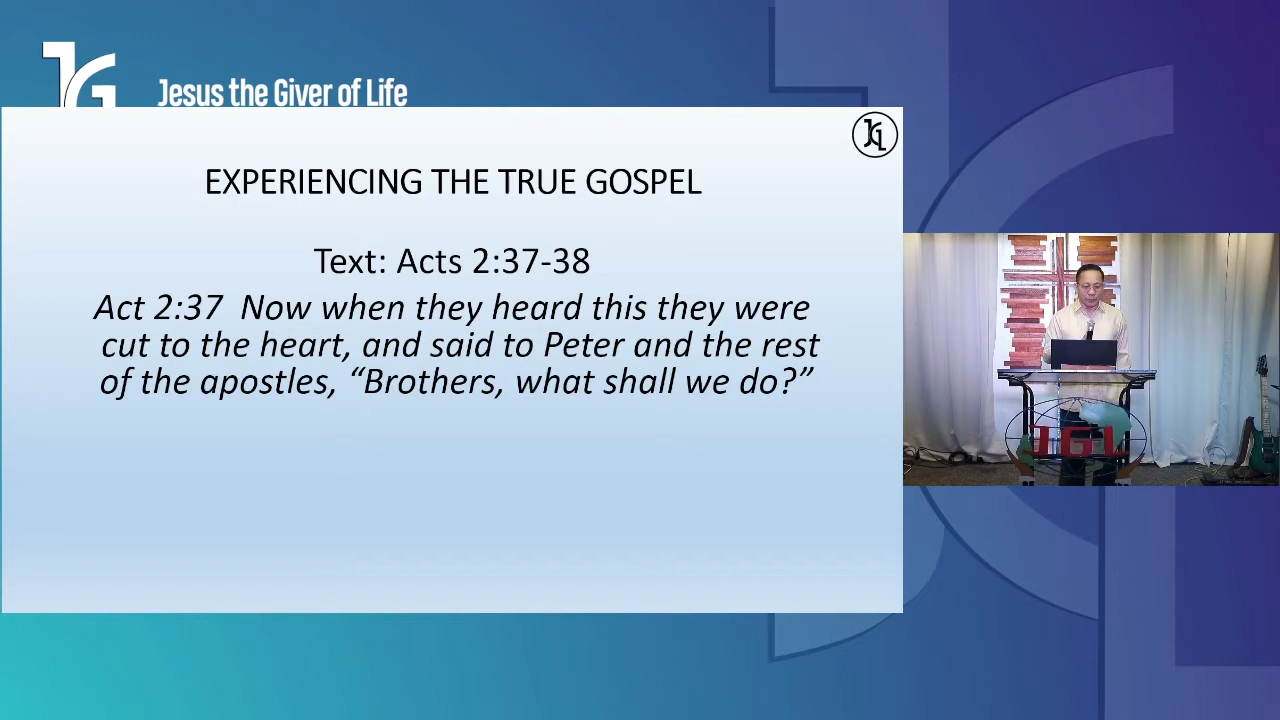 Jesus the Giver of Life
EXPERIENCING THE TRUE GOSPEL
Text: Acts 2:37-38
Act 2:37 Now when they heard this they were
cut to the heart, and said to Peter and the rest
of the apostles, “Brothers, what shall we do?”
JGL